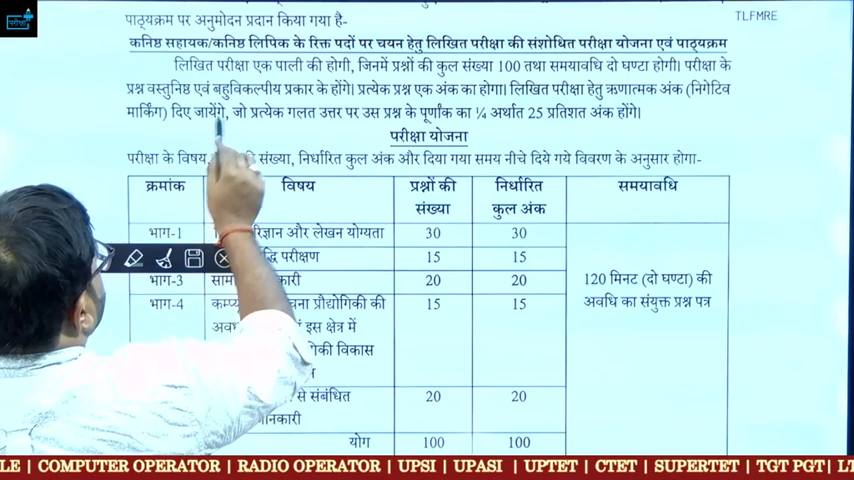 परीक्षा
TLFMRE
पाठ्यक्रम पर अनुमोदन प्रदान किया गया है-
कनिष्ठ सहायक/कनिष्ठ लिपिक के रिक्त पदों पर चयन हेतु लिखित परीक्षा की संशोधित परीक्षा योजना एवं पाठ्यक्रम
लिखित परीक्षा एक पाली की होगी, जिनमें प्रश्नों की कुल संख्या 100 तथा समयावधि दो घण्टा होगी। परीक्षा के
प्रश्न वस्तुनिष्ठ एवं बहुविकल्पीय प्रकार के होंगे। प्रत्येक प्रश्न एक अंक का होगा। लिखित परीक्षा हेतु ऋणात्मक अंक (निगेटिव
मार्किंग) दिए जायेंगे, जो प्रत्येक गलत उत्तर पर उस प्रश्न के पूर्णांक का ¼ अर्थात 25 प्रतिशत अंक होंगे।
परीक्षा योजना
परीक्षा के विषय, संख्या, निर्धारित कुल अंक और दिया गया समय नीचे दिये गये विवरण के अनुसार होगा-
क्रमांक विषय प्रश्नों की संख्या निर्धारित कुल अंक समयावधि
भाग-1 और लेखन योग्यता 30 30
परीक्षण 15 15
भाग-3 20 20
120 मिनट (दो घण्टा) की
भाग-4 प्रौद्योगिकी की 15 15
अवधि का संयुक्त प्रश्न पत्र
इस क्षेत्र में
विकास
से संबंधित 20 20
योग 100 100
LE | COMPUTER OPERATOR | RADIO OPERATOR | UPSI | UPASI | UPTET | CTET | SUPERTET | TGT PGT | LT